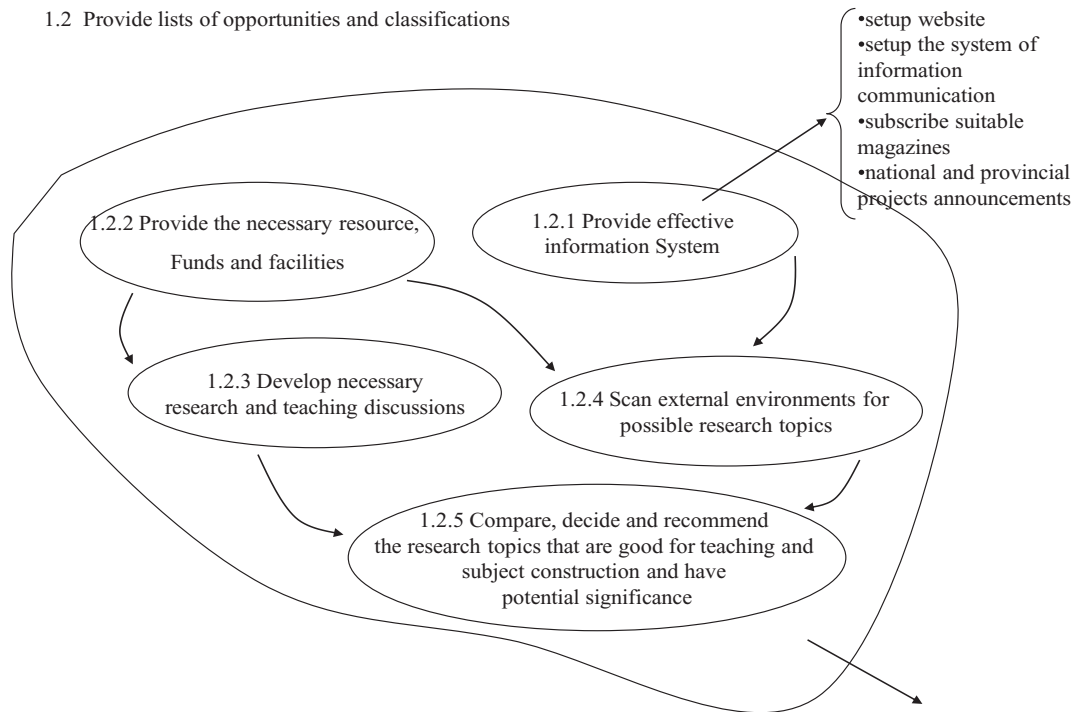 1.2 Provide lists of opportunities and classifications
•setup website
•setup the system of
information
communication
•subscribe suitable
magazines
•national and provincial
projects announcements
1.2.2 Provide the necessary resource,
Funds and facilities
1.2.1 Provide effective
information System
1.2.3 Develop necessary
research and teaching discussions
1.2.4 Scan external environments for
possible research topics
1.2.5 Compare, decide and recommend
the research topics that are good for teaching and
subject construction and have
potential significance